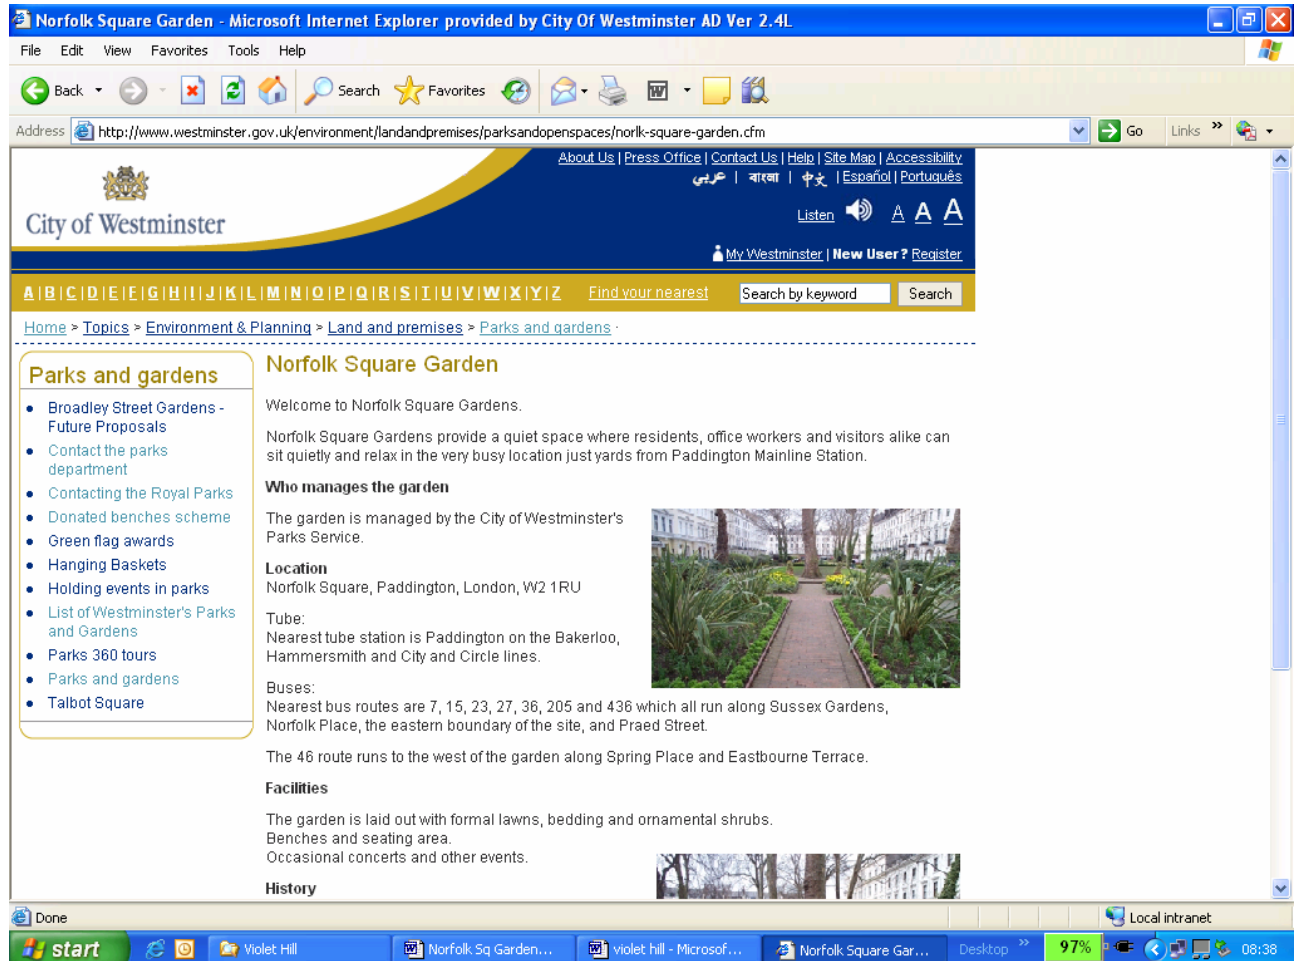 Norfolk Square Garden - Microsoft Internet Explorer provided by City Of Westminster AD Ver 2.4L
File Edit View Favorites Tools Help
Back Search Favorites
Address http://www.westminster.gov.uk/environment/landandpremises/parksandopenspaces/norlk-square-garden.cfm Go Links »
About Us | Press Office | Contact Us | Help | Site Map | Accessibility
عربي | বাংলা | 中文 | Español | Português
City of Westminster
Listen A A A
My Westminster | New User? Register
A | B | C | D | E | F | G | H | I | J | K | L | M | N | O | P | Q | R | S | T | U | V | W | X | Y | Z Find your nearest Search by keyword Search
Home > Topics > Environment & Planning > Land and premises > Parks and gardens ·
Parks and gardens
• Broadley Street Gardens -
Future Proposals
• Contact the parks
department
• Contacting the Royal Parks
• Donated benches scheme
• Green flag awards
• Hanging Baskets
• Holding events in parks
• List of Westminster's Parks
and Gardens
• Parks 360 tours
• Parks and gardens
• Talbot Square
Norfolk Square Garden
Welcome to Norfolk Square Gardens.
Norfolk Square Gardens provide a quiet space where residents, office workers and visitors alike can
sit quietly and relax in the very busy location just yards from Paddington Mainline Station.
Who manages the garden
The garden is managed by the City of Westminster's
Parks Service.
Location
Norfolk Square, Paddington, London, W2 1RU
Tube:
Nearest tube station is Paddington on the Bakerloo,
Hammersmith and City and Circle lines.
Buses:
Nearest bus routes are 7, 15, 23, 27, 36, 205 and 436 which all run along Sussex Gardens,
Norfolk Place, the eastern boundary of the site, and Praed Street.
The 46 route runs to the west of the garden along Spring Place and Eastbourne Terrace.
Facilities
The garden is laid out with formal lawns, bedding and ornamental shrubs.
Benches and seating area.
Occasional concerts and other events.
History
Done Local intranet
start Violet Hill Norfolk Sq Garden... violet hill - Microsof... Norfolk Square Gar... Desktop » 97% 08:38